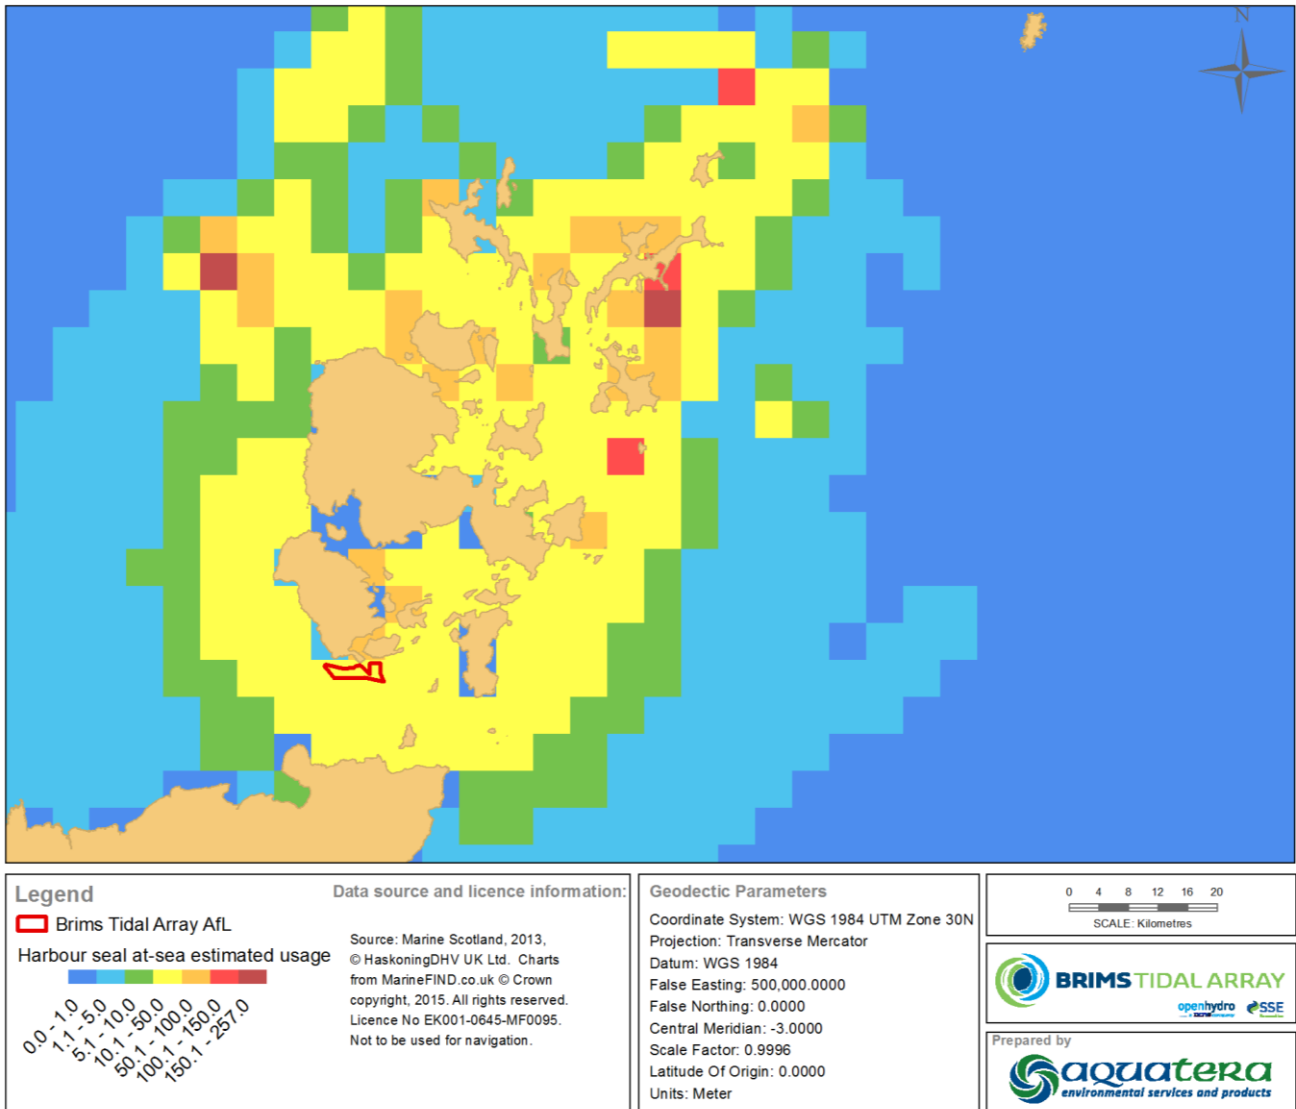 N
Legend
Brims Tidal Array AfL
Harbour seal at-sea estimated usage
0.0 - 1.0
1.1 - 5.0
5.1 - 10.0
10.1 - 50.0
50.1 - 100.0
100.1 - 150.0
150.1 - 257.0
Data source and licence information:
Source: Marine Scotland, 2013,
© HaskoningDHV UK Ltd. Charts
from MarineFIND.co.uk © Crown
copyright, 2015. All rights reserved.
Licence No EK001-0645-MF0095.
Not to be used for navigation.
Geodectic Parameters
Coordinate System: WGS 1984 UTM Zone 30N
Projection: Transverse Mercator
Datum: WGS 1984
False Easting: 500,000.0000
False Northing: 0.0000
Central Meridian: -3.0000
Scale Factor: 0.9996
Latitude Of Origin: 0.0000
Units: Meter
0 4 8 12 16 20
SCALE: Kilometres
BRIMS TIDAL ARRAY
openhydro
SSE
Prepared by
aquatera
environmental services and products